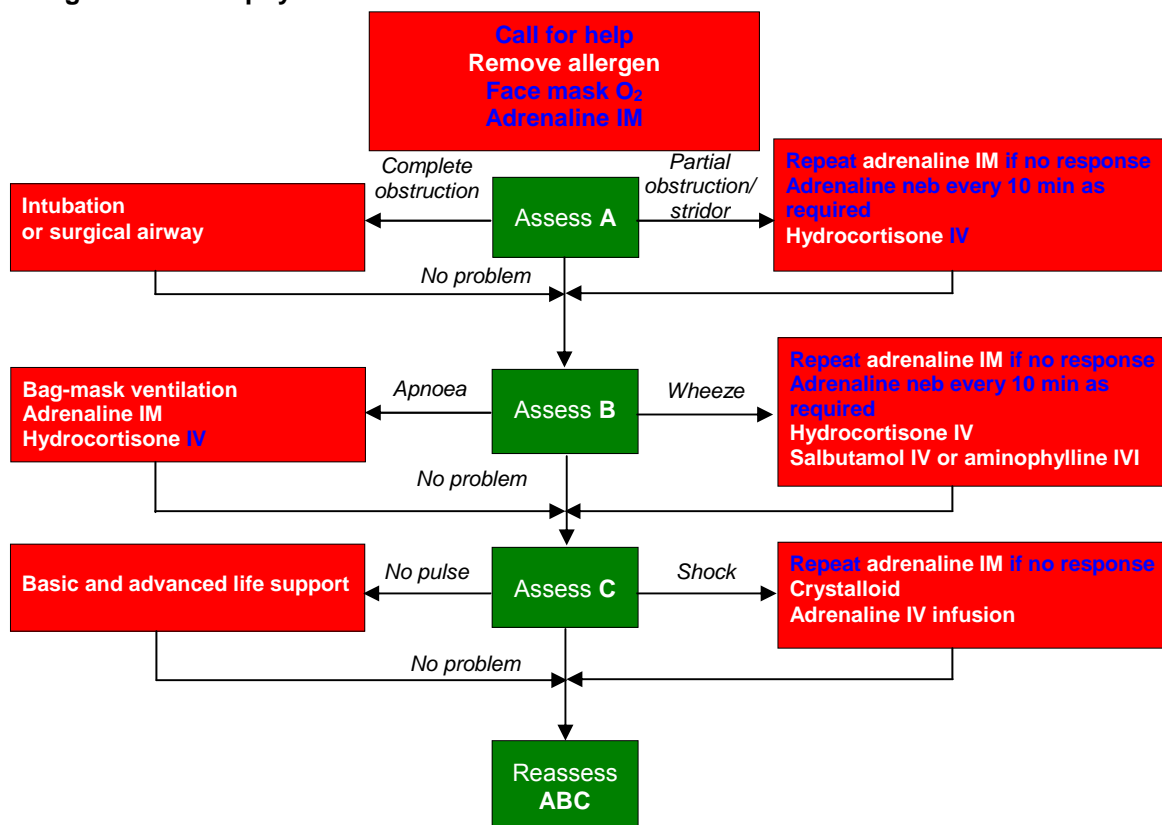 Call for help
Remove allergen
Face mask O₂
Adrenaline IM
Complete
obstruction
Partial
obstruction/
stridor
Intubation
or surgical airway
Assess A
Repeat adrenaline IM if no response
Adrenaline neb every 10 min as
required
Hydrocortisone IV
No problem
Bag-mask ventilation
Adrenaline IM
Hydrocortisone IV
Apnoea
Assess B
Wheeze
Repeat adrenaline IM if no response
Adrenaline neb every 10 min as
required
Hydrocortisone IV
Salbutamol IV or aminophylline IVI
No problem
Basic and advanced life support
No pulse
Assess C
Shock
Repeat adrenaline IM if no response
Crystalloid
Adrenaline IV infusion
No problem
Reassess
ABC